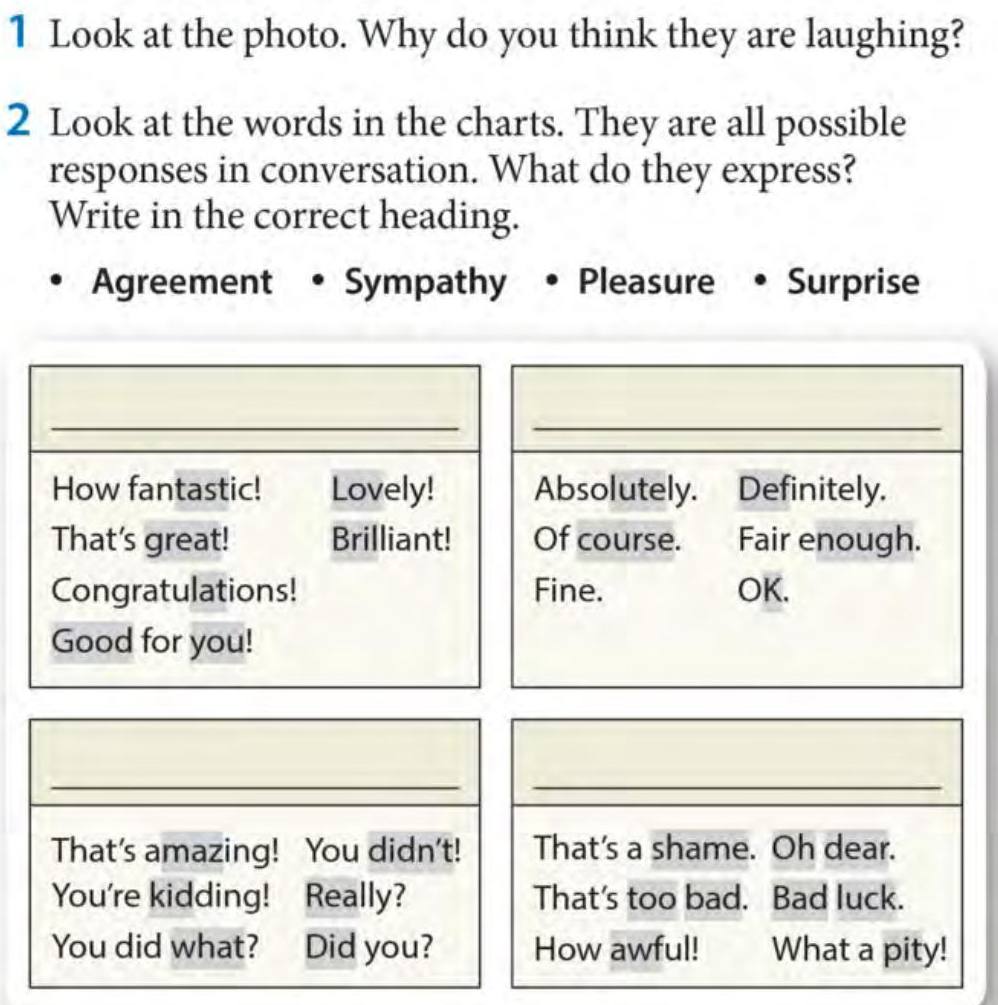 1 Look at the photo. Why do you think they are laughing?
2 Look at the words in the charts. They are all possible
responses in conversation. What do they express?
Write in the correct heading.
• Agreement • Sympathy • Pleasure • Surprise
How fantastic! Lovely!
That's great! Brilliant!
Congratulations!
Good for you!
Absolutely. Definitely.
Of course. Fair enough.
Fine. OK.
That's amazing! You didn't!
You're kidding! Really?
You did what? Did you?
That's a shame. Oh dear.
That's too bad. Bad luck.
How awful! What a pity!